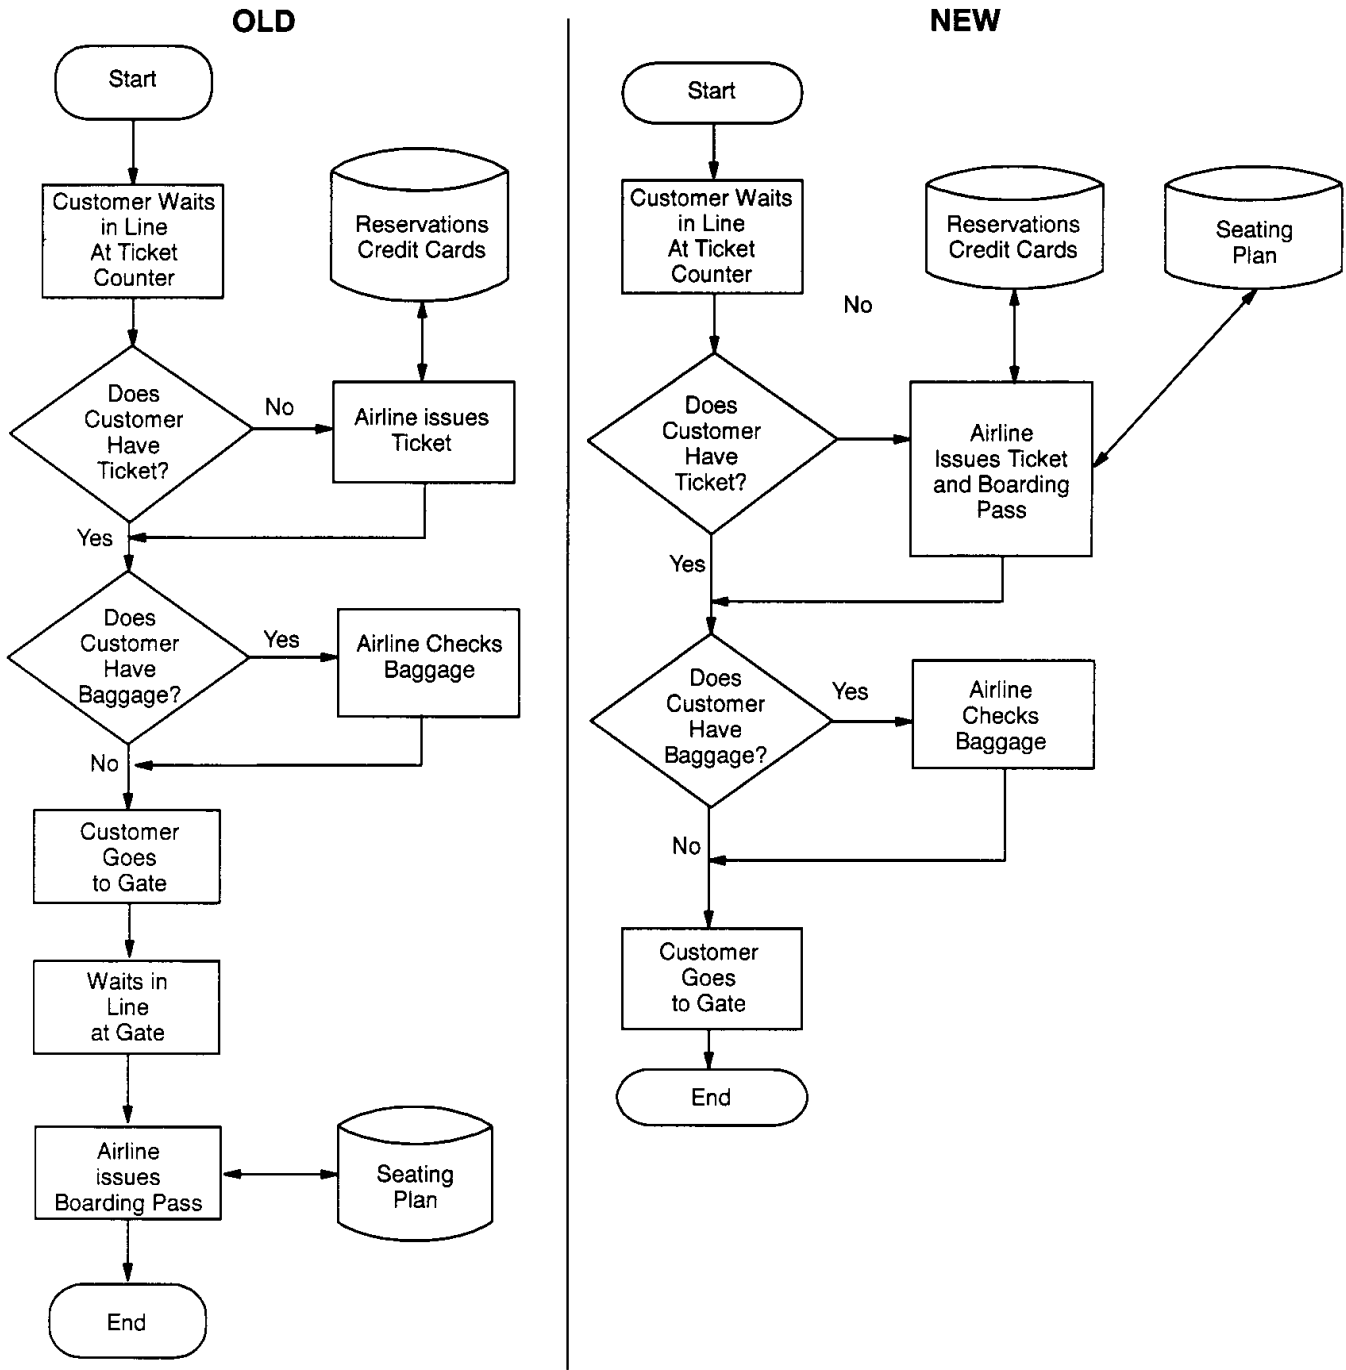 OLD
Start
Customer Waits
in Line
At Ticket
Counter
Reservations
Credit Cards
Does
Customer
Have
Ticket?
No
Airline issues
Ticket
Yes
Does
Customer
Have
Baggage?
Yes
Airline Checks
Baggage
No
Customer
Goes
to Gate
Waits in
Line
at Gate
Airline
issues
Boarding Pass
Seating
Plan
End
NEW
Start
Customer Waits
in Line
At Ticket
Counter
Reservations
Credit Cards
Seating
Plan
No
Does
Customer
Have
Ticket?
Airline
Issues Ticket
and Boarding
Pass
Yes
Does
Customer
Have
Baggage?
Yes
Airline
Checks
Baggage
No
Customer
Goes
to Gate
End